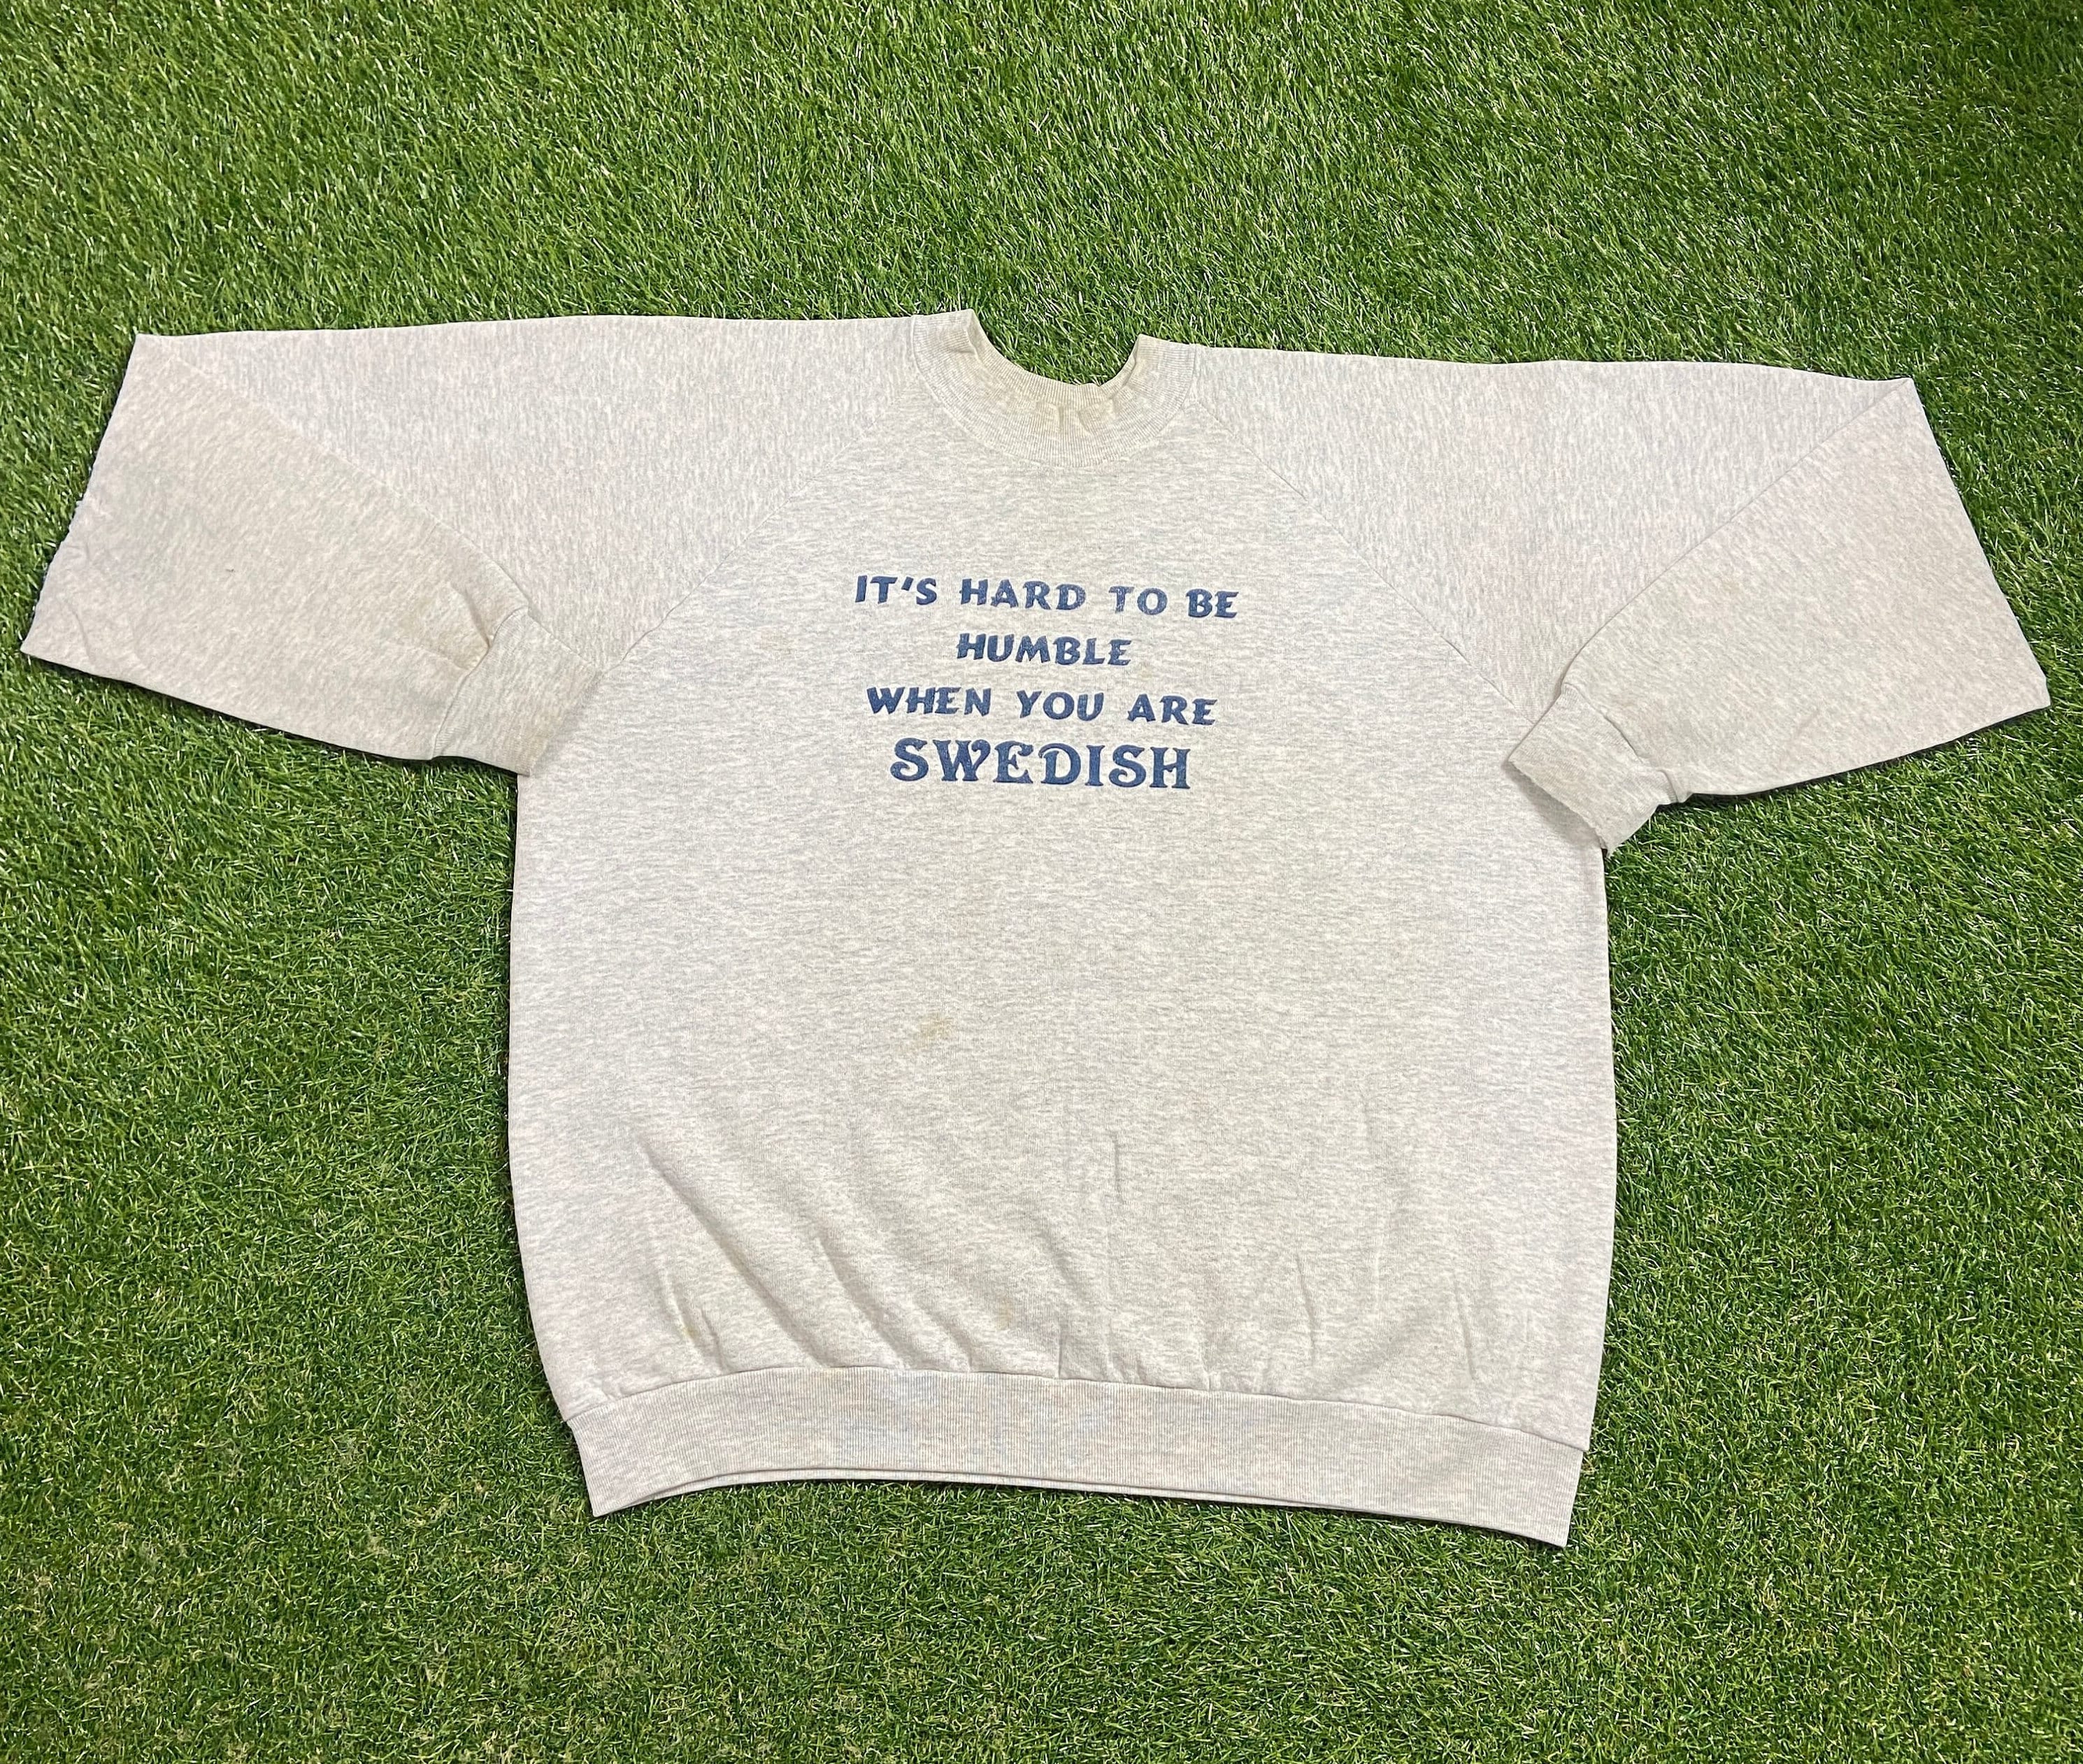 IT'S HARD TO BE
HUMBLE
WHEN YOU ARE
SWEDISH